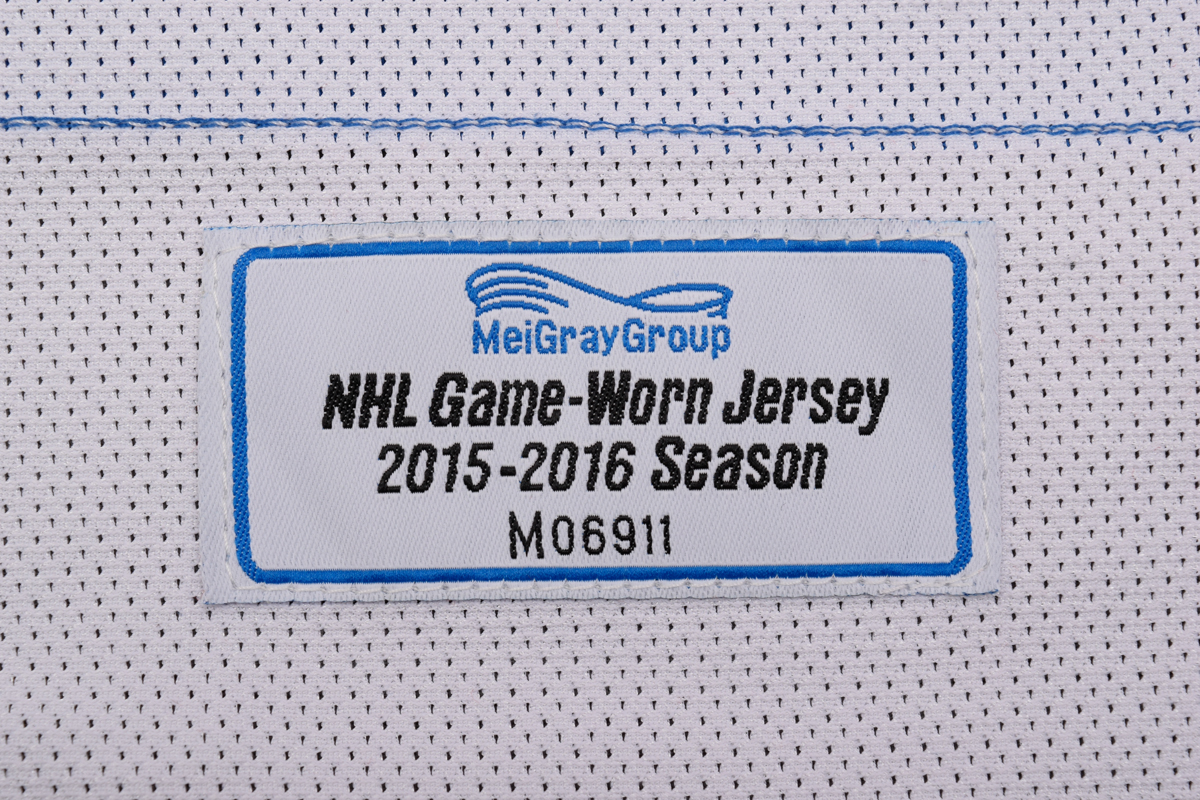 MeiGrayGroup
NHL Game-Worn Jersey
2015-2016 Season
M06911